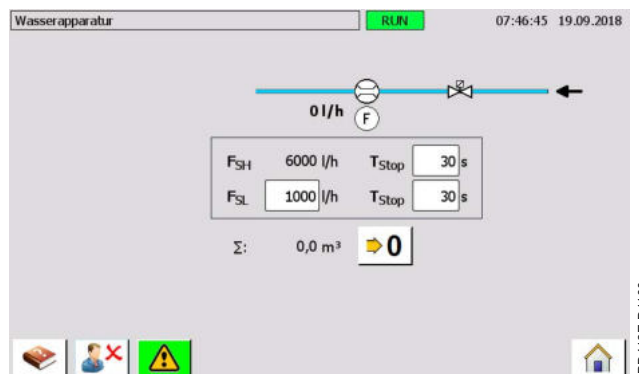 Wasserapparatur RUN 07:46:45 19.09.2018
0 l/h
F
FSH 6000 l/h TStop 30 s
FSL 1000 l/h TStop 30 s
Σ: 0,0 m³ 0